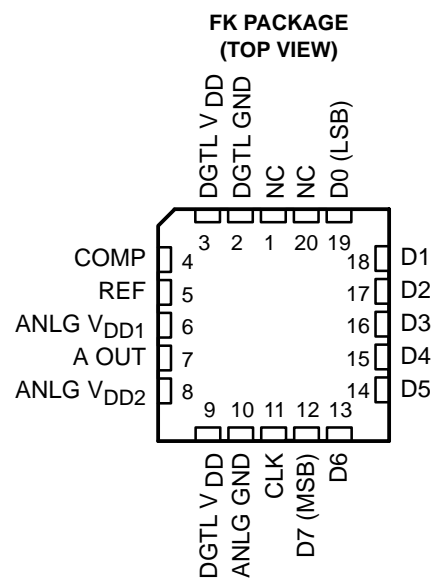 FK PACKAGE
(TOP VIEW)
DGTL V DD
DGTL GND
NC
NC
D0 (LSB)
3 2 1 20 19
COMP 4
REF 5
ANLG VDD1 6
A OUT 7
ANLG VDD2 8
18 D1
17 D2
16 D3
15 D4
14 D5
9 10 11 12 13
DGTL V DD
ANLG GND
CLK
D7 (MSB)
D6